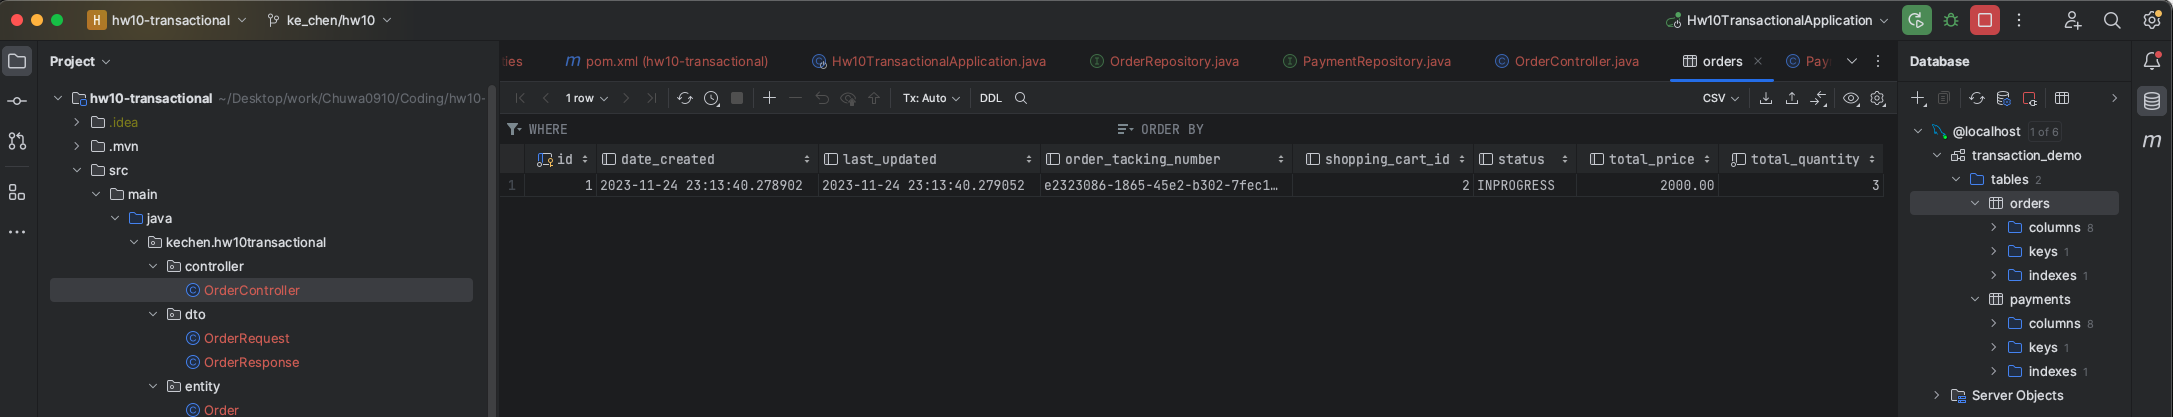 H hw10-transactional ke_chen/hw10 Hw10TransactionalApplication
Project
ties pom.xml (hw10-transactional) Hw10TransactionalApplication.java OrderRepository.java PaymentRepository.java OrderController.java orders Pay
Database
hw10-transactional ~/Desktop/work/Chuwa0910/Coding/hw10-
1 row Tx: Auto DDL CSV
.idea
WHERE ORDER BY
@localhost 1 of 6
.mvn
id date_created last_updated order_tacking_number shopping_cart_id status total_price total_quantity
transaction_demo
src
1 1 2023-11-24 23:13:40.278902 2023-11-24 23:13:40.279052 e2323086-1865-45e2-b302-7fec1… 2 INPROGRESS 2000.00 3
tables 2
main
orders
java
columns 8
kechen.hw10transactional
keys 1
controller
indexes 1
OrderController
payments
dto
columns 8
OrderRequest
keys 1
OrderResponse
indexes 1
entity
Server Objects
Order